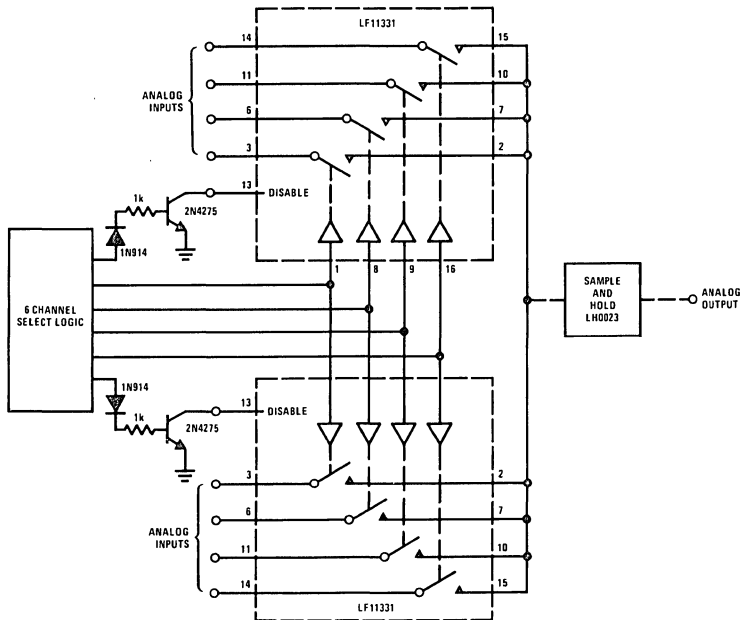 LF11331
14
15
11
10
ANALOG
INPUTS
6
7
3
2
13
DISABLE
1k
2N4275
1N914
1
8
9
16
6 CHANNEL
SELECT LOGIC
SAMPLE
AND
HOLD
LH0023
ANALOG
OUTPUT
1N914
13
DISABLE
1k
2N4275
3
2
6
7
ANALOG
INPUTS
11
10
14
15
LF11331